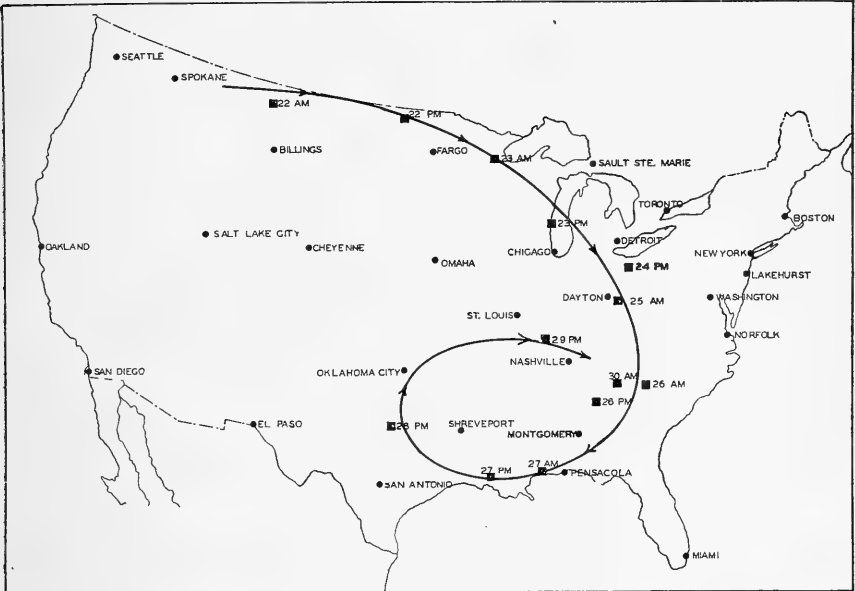 SEATTLE
SPOKANE
22 AM
22 PM
BILLINGS
FARGO
23 AM
SAULT STE. MARIE
TORONTO
BOSTON
23 PM
SALT LAKE CITY
OAKLAND
CHEYENNE
DETROIT
CHICAGO
NEW YORK
OMAHA
24 PM
LAKEHURST
DAYTON
25 AM
WASHINGTON
ST. LOUIS
NORFOLK
29 PM
NASHVILLE
SAN DIEGO
OKLAHOMA CITY
30 AM
26 AM
26 PM
EL PASO
28 PM
SHREVEPORT
MONTGOMERY
27 PM
27 AM
PENSACOLA
SAN ANTONIO
MIAMI